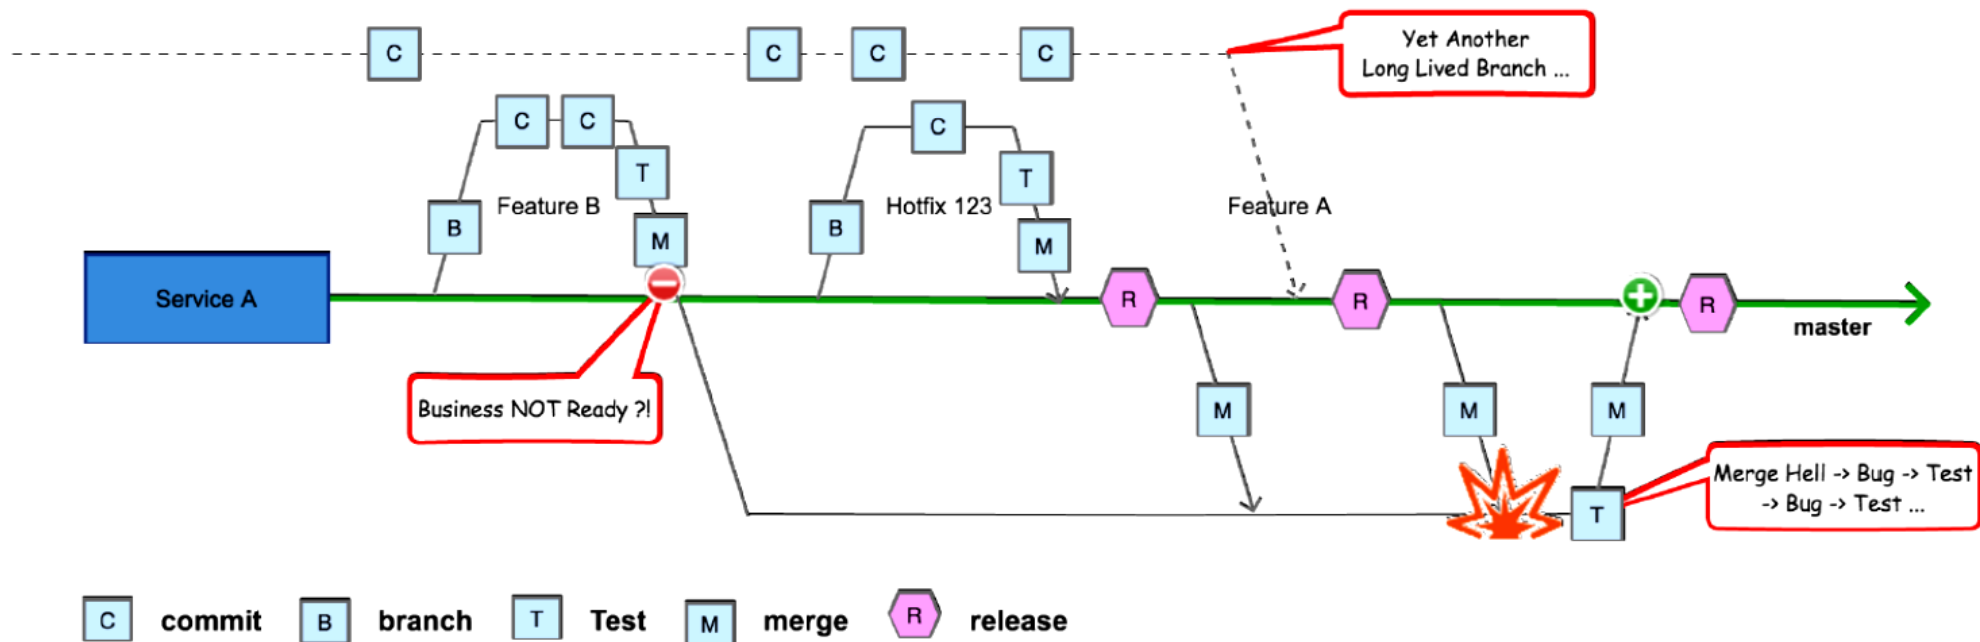 C C C C
Yet Another
Long Lived Branch ...
C C C
T T
B Feature B M B Hotfix 123 M Feature A
Service A
R R R
master
Business NOT Ready ?!
M M M
Merge Hell -> Bug -> Test
-> Bug -> Test ...
T
C commit B branch T Test M merge R release